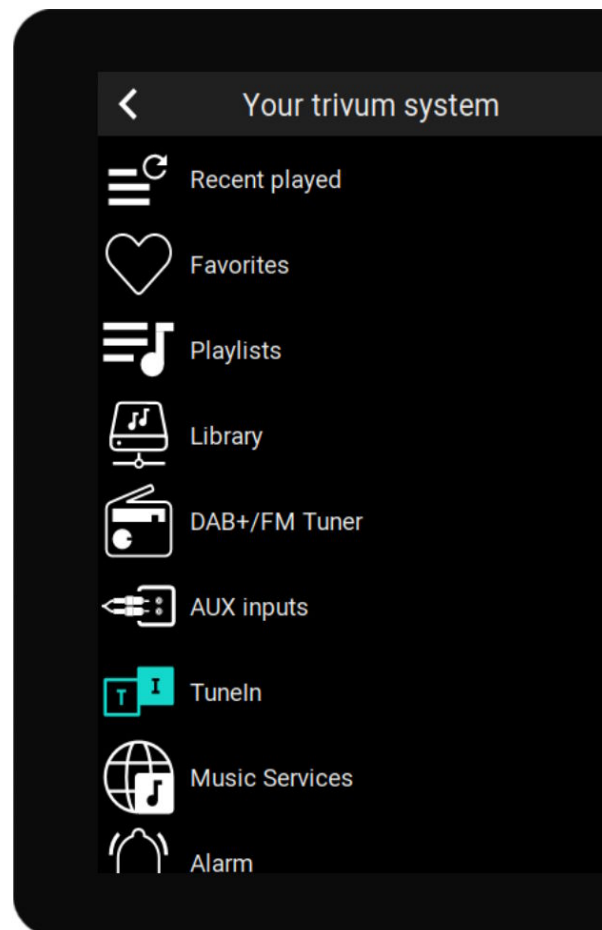 Your trivum system
Recent played
Favorites
Playlists
Library
DAB+/FM Tuner
AUX inputs
T I
TuneIn
Music Services
Alarm